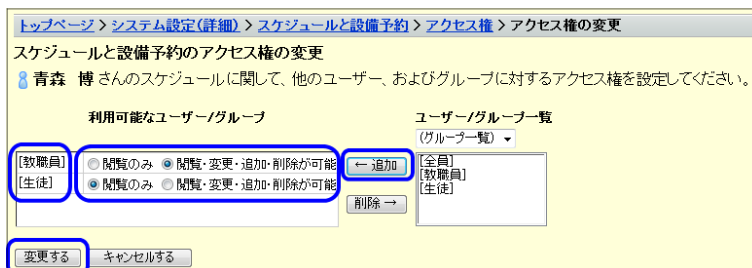 トップページ > システム設定(詳細) > スケジュールと設備予約 > アクセス権 > アクセス権の変更
スケジュールと設備予約のアクセス権の変更
青森 博 さんのスケジュールに関して、他のユーザー、およびグループに対するアクセス権を設定してください。
利用可能なユーザー/グループ
ユーザー/グループ一覧
(グループ一覧)
[教職員] 閲覧のみ 閲覧・変更・追加・削除が可能
[生徒] 閲覧のみ 閲覧・変更・追加・削除が可能
← 追加
削除 →
[全員]
[教職員]
[生徒]
変更する キャンセルする